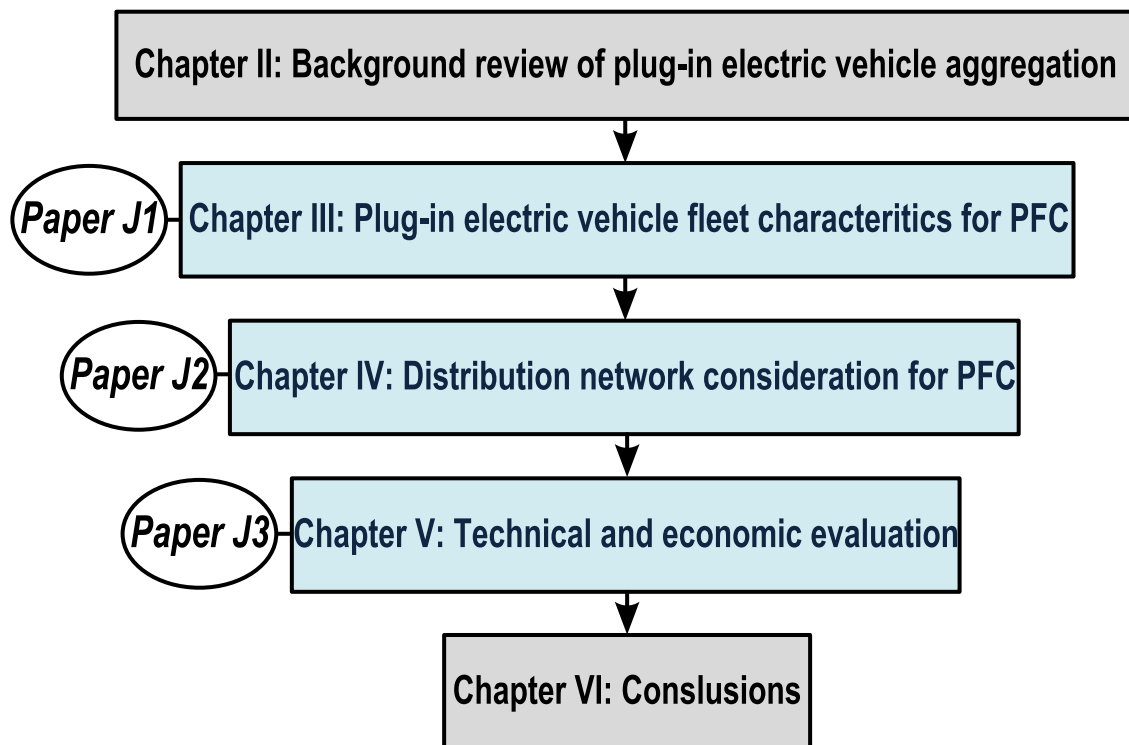 Chapter II: Background review of plug-in electric vehicle aggregation
Paper J1
Chapter III: Plug-in electric vehicle fleet characteritics for PFC
Paper J2
Chapter IV: Distribution network consideration for PFC
Paper J3
Chapter V: Technical and economic evaluation
Chapter VI: Conslusions